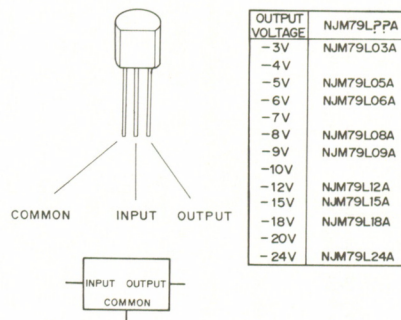 COMMON INPUT OUTPUT
INPUT OUTPUT
COMMON
OUTPUT VOLTAGE NJM79L??A
-3V NJM79L03A
-4V
-5V NJM79L05A
-6V NJM79L06A
-7V
-8V NJM79L08A
-9V NJM79L09A
-10V
-12V NJM79L12A
-15V NJM79L15A
-18V NJM79L18A
-20V
-24V NJM79L24A